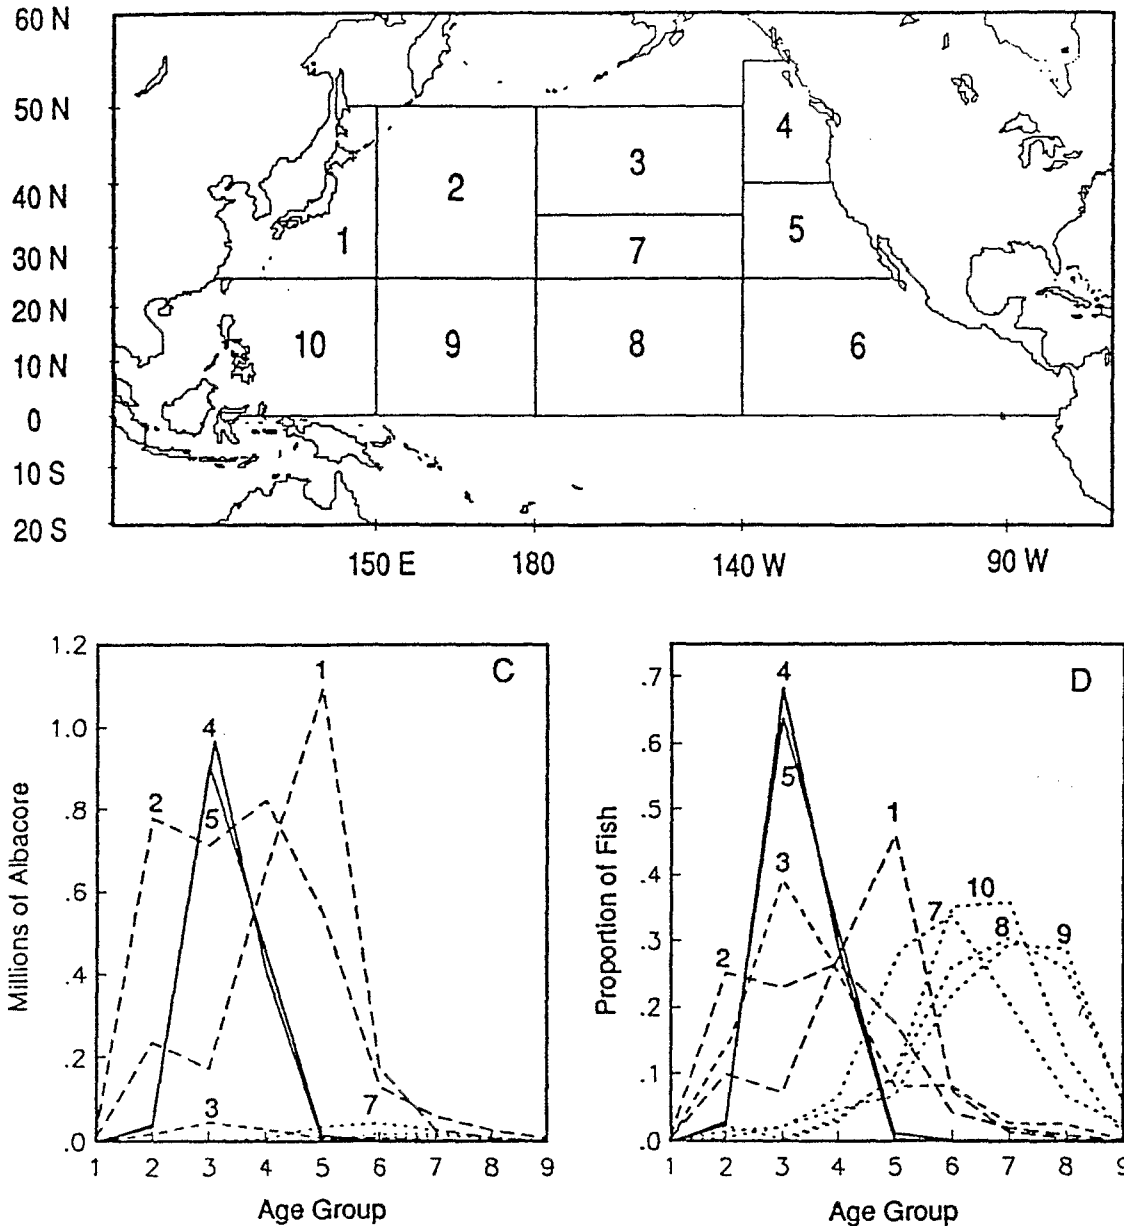 60 N
50 N
4
3
40 N
2
1
5
30 N
7
20 N
10
9
8
6
10 N
0
10 S
20 S
150 E
180
140 W
90 W
1.2
C
1
1.0
4
Millions of Albacore
.8
2
5
.6
.4
.2
3
7
.0
1 2 3 4 5 6 7 8 9
Age Group
D
.7
4
.6
5
Proportion of Fish
.5
1
.4
3
10
7
8
9
.3
2
.2
.1
.0
1 2 3 4 5 6 7 8 9
Age Group